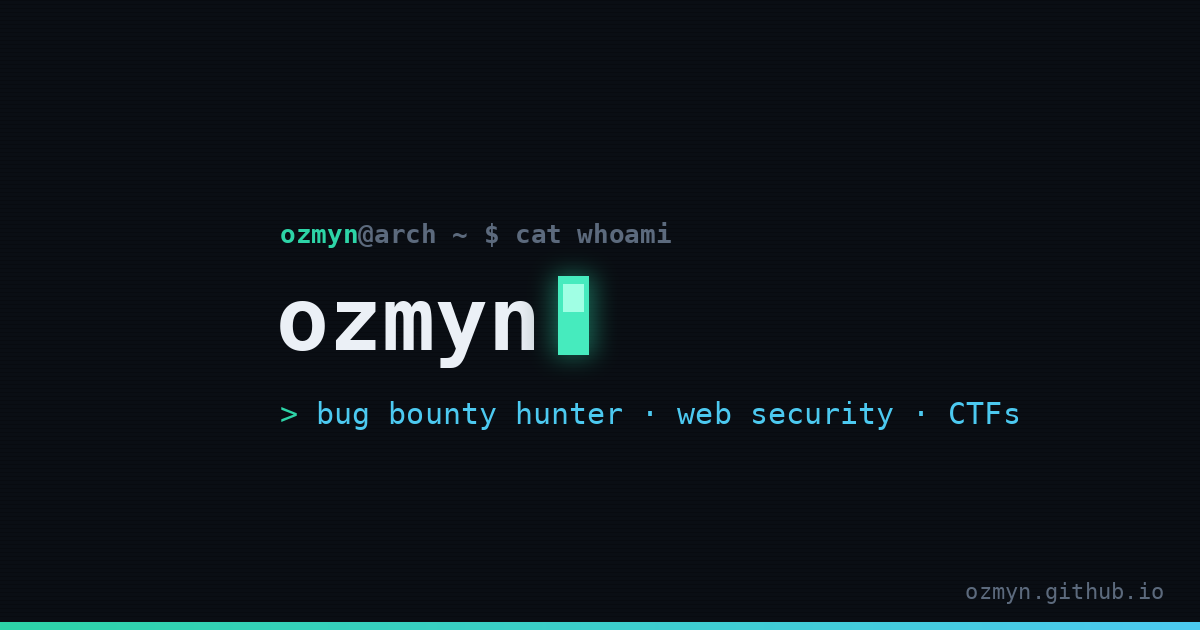 ozmyn@arch ~ $ cat whoami
ozmyn
> bug bounty hunter · web security · CTFs
ozmyn.github.io